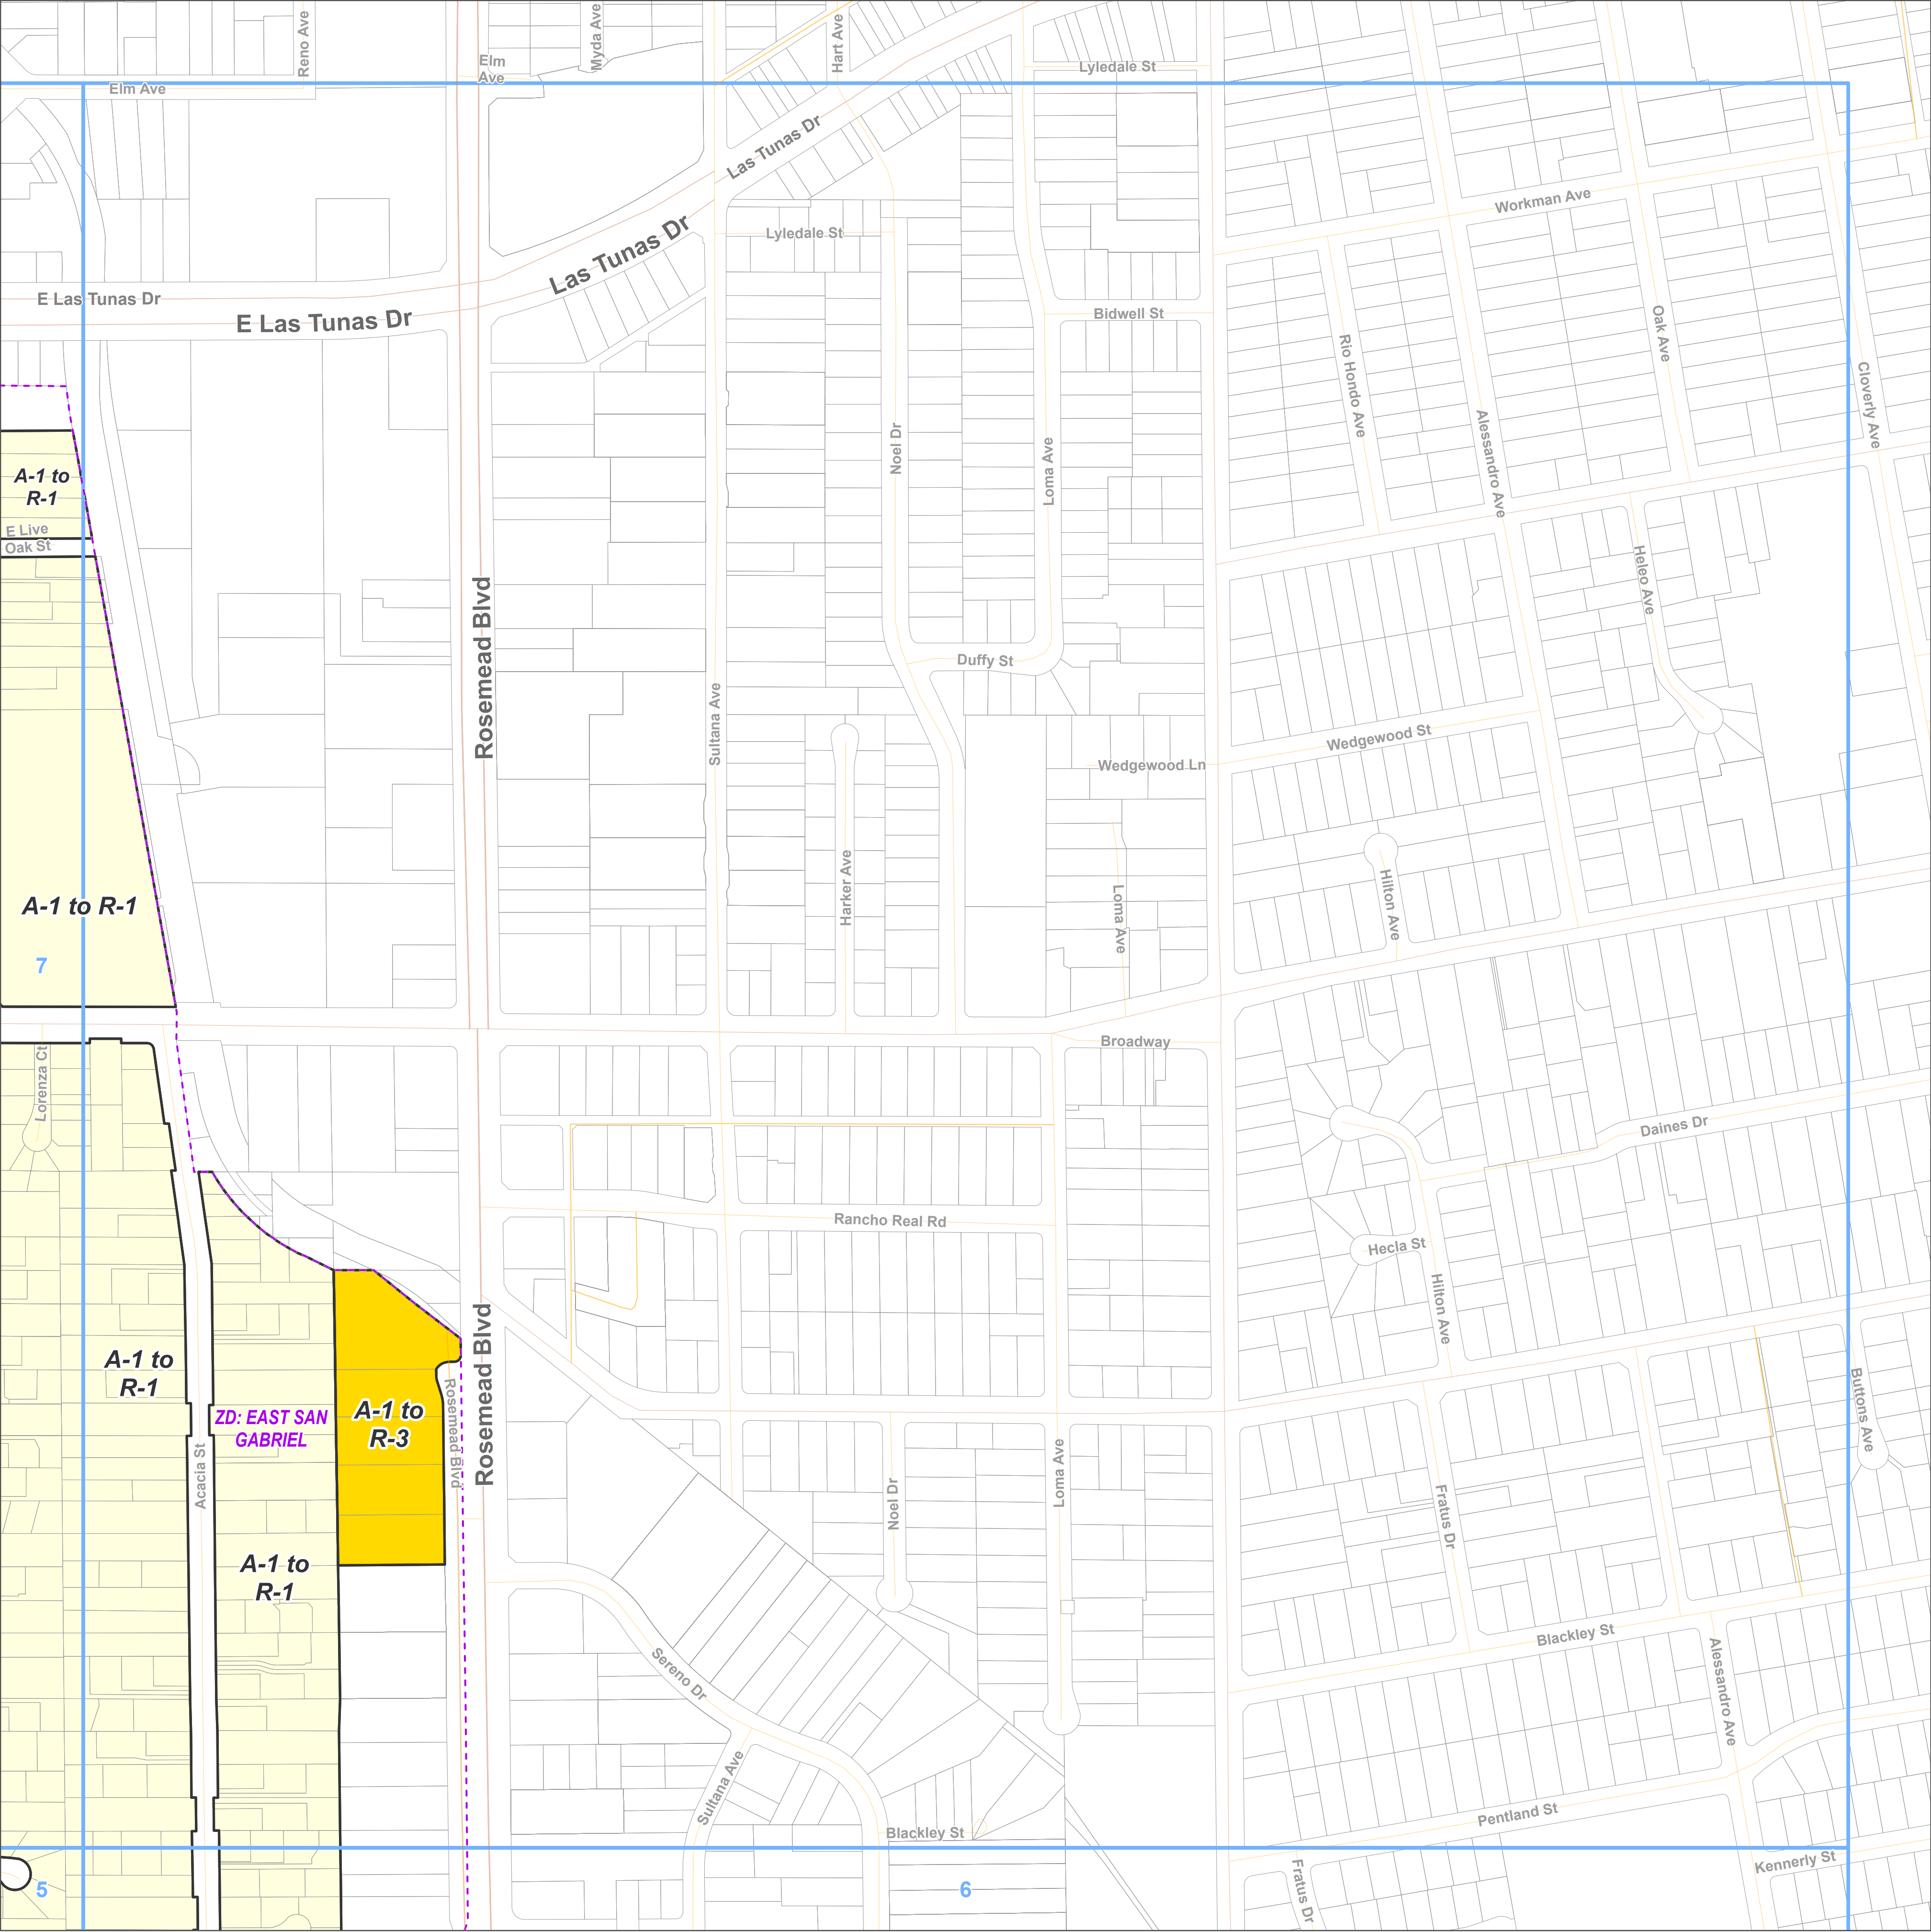 Reno Ave
Myda Ave
Hart Ave
Elm
Ave
Lyledale St
Elm Ave
Las Tunas Dr
Workman Ave
Lyledale St
Las Tunas Dr
E Las Tunas Dr
E Las Tunas Dr
Bidwell St
Oak Ave
Rio Hondo Ave
Cloverly Ave
Noel Dr
Loma Ave
Alessandro Ave
A-1 to
R-1
E Live
Oak St
Heleo Ave
Rosemead Blvd
Duffy St
Sultana Ave
Wedgewood St
Wedgewood Ln
Harker Ave
Loma Ave
Hilton Ave
A-1 to R-1
7
Broadway
Lorenza Ct
Daines Dr
Rancho Real Rd
Hecla St
Hilton Ave
Rosemead Blvd
A-1 to
R-1
Buttons Ave
A-1 to
R-3
ZD: EAST SAN
GABRIEL
Rosemead Blvd
Acacia St
Noel Dr
Loma Ave
Fratus Dr
A-1 to
R-1
Blackley St
Sereno Dr
Alessandro Ave
Sultana Ave
Pentland St
Blackley St
Kennerly St
5
6
Fratus Dr